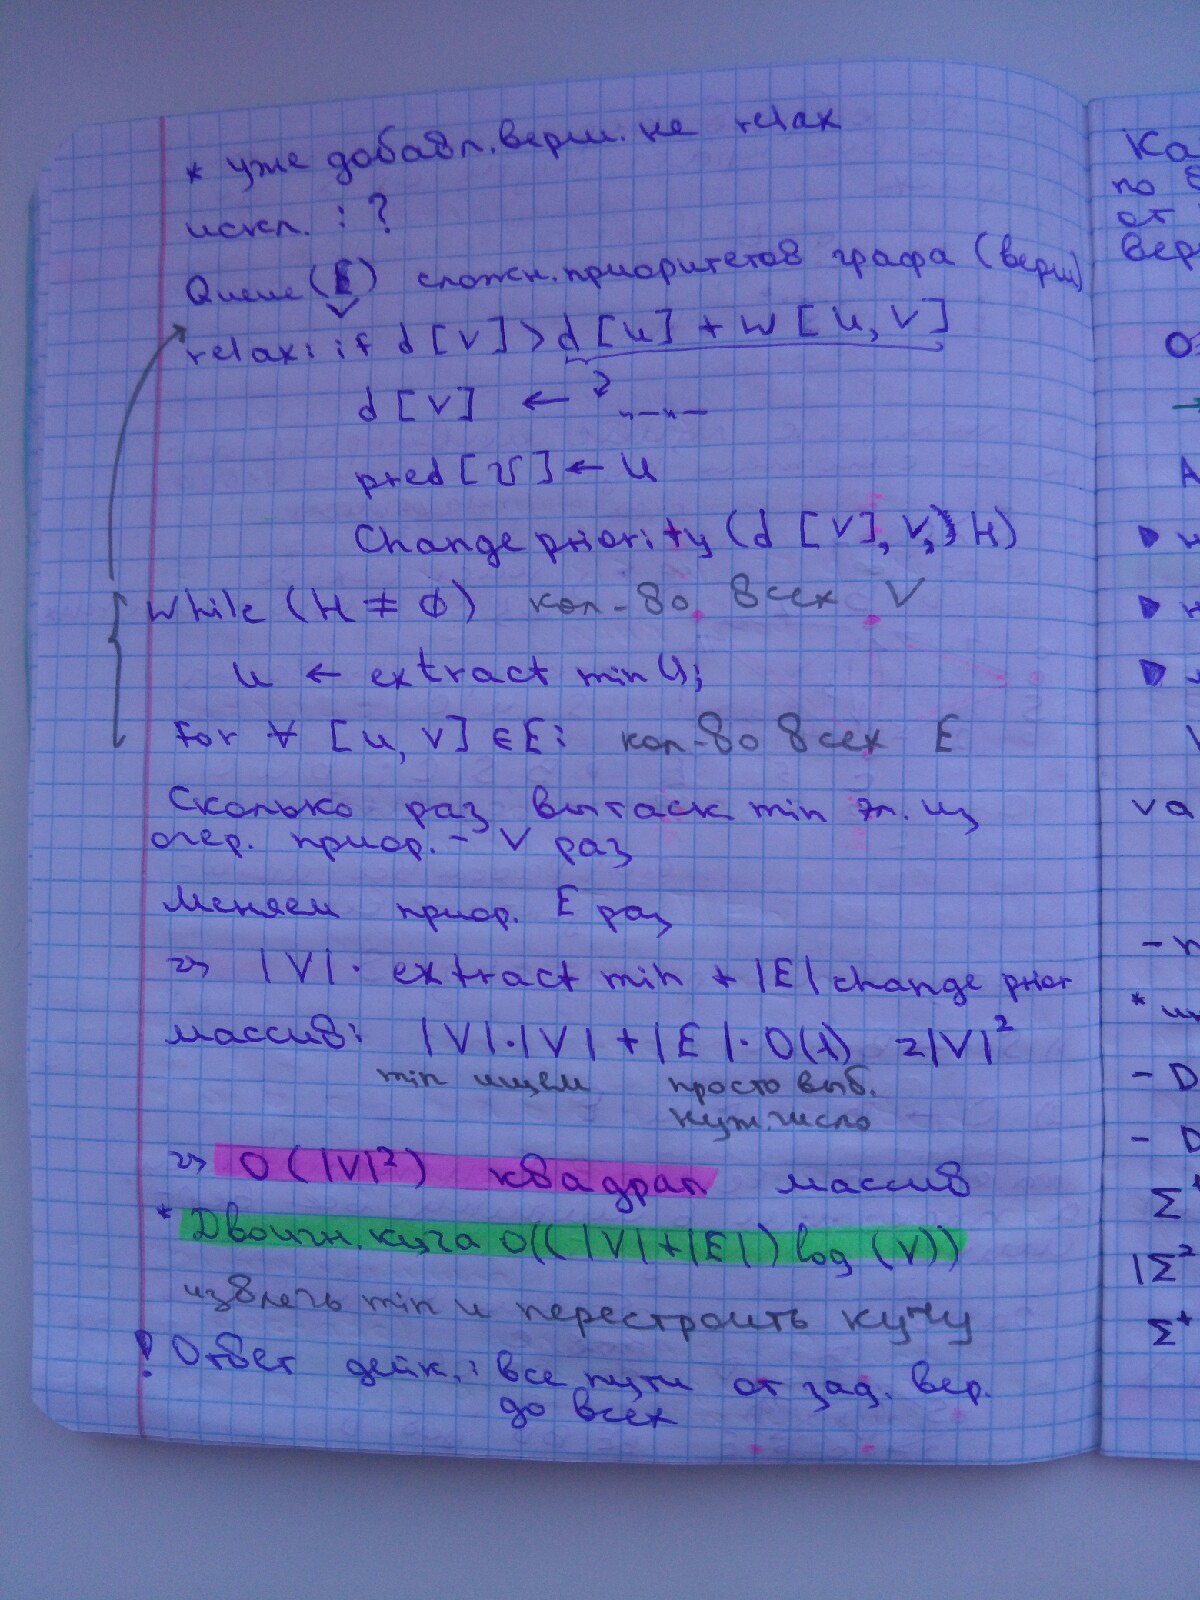 * уже добавл. верш. не relax
искл. : ?
Queue (E) сложн. приоритетов графа (верш)
V
relax: if d[V] > d[u] + w[u, v]
d[V] ←
pred[V] ← u
Change priority (d[V], V, H)
While (H ≠ ∅) кол-во всех V
u ← extract min();
for ∀ [u, v] ∈ E: кол-во всех E
Сколько раз вытаск min эл. из
очер. приор. - V раз
Меняем приор. E раз
=> |V| · extract min + |E| change prior
массив: |V|·|V| + |E|·O(1) 2|V|²
min ищем просто выб.
нуж. число
=> O(|V|²) квадрат массив
* Двоичн. куча O((|V|+|E|) log (V))
извлечь min и перестроить кучу
! Ответ дейк.: все пути от зад. вер.
до всех
Ка
по
от
вер
va
- D
- D
Σ⁺
|Σ²
Σ⁺